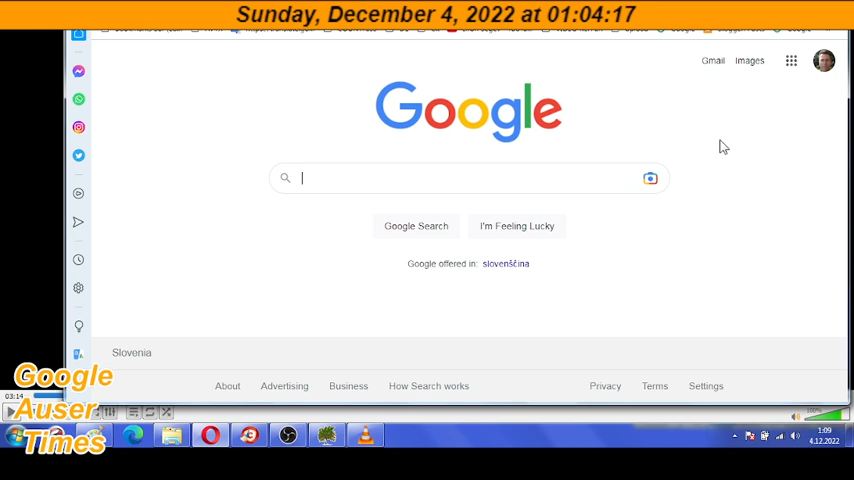 Sunday, December 4, 2022 at 01:04:17
Gmail Images
Google
Google Search I'm Feeling Lucky
Google offered in: slovenščina
Slovenia
About Advertising Business How Search works Privacy Terms Settings
03:14
Google
Auser
Times
100%
1:09
4.12.2022